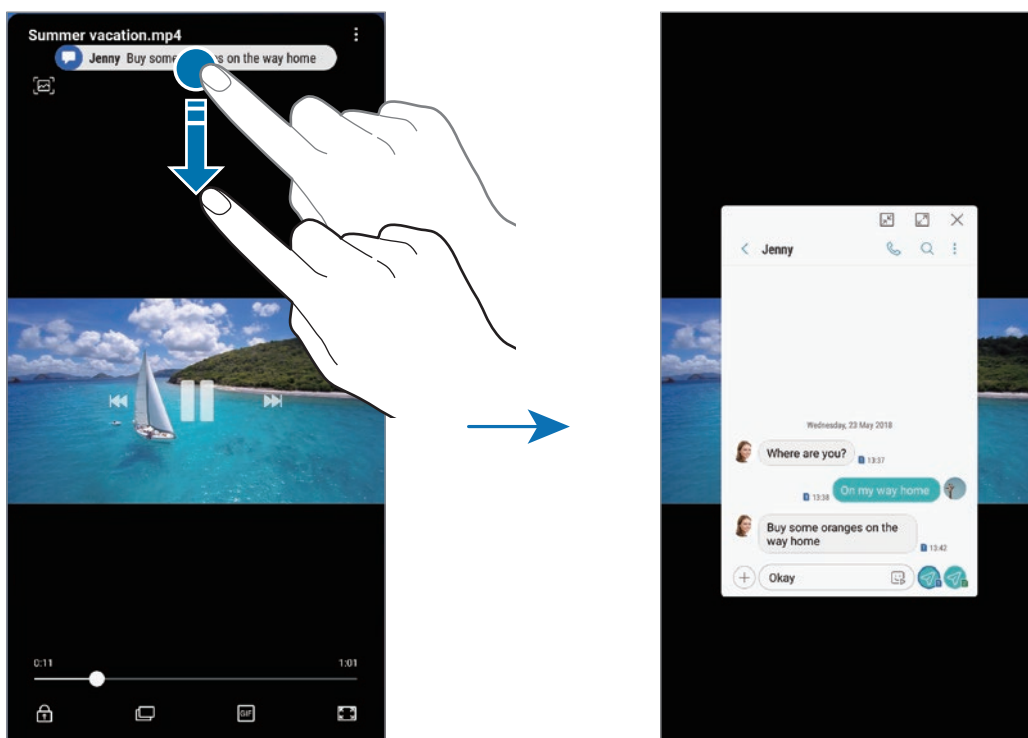 Summer vacation.mp4
Jenny Buy some s on the way home
0:11
1:01
GIF
Jenny
Wednesday, 23 May 2018
Where are you?
13:37
13:38
On my way home
Buy some oranges on the
way home
13:42
Okay